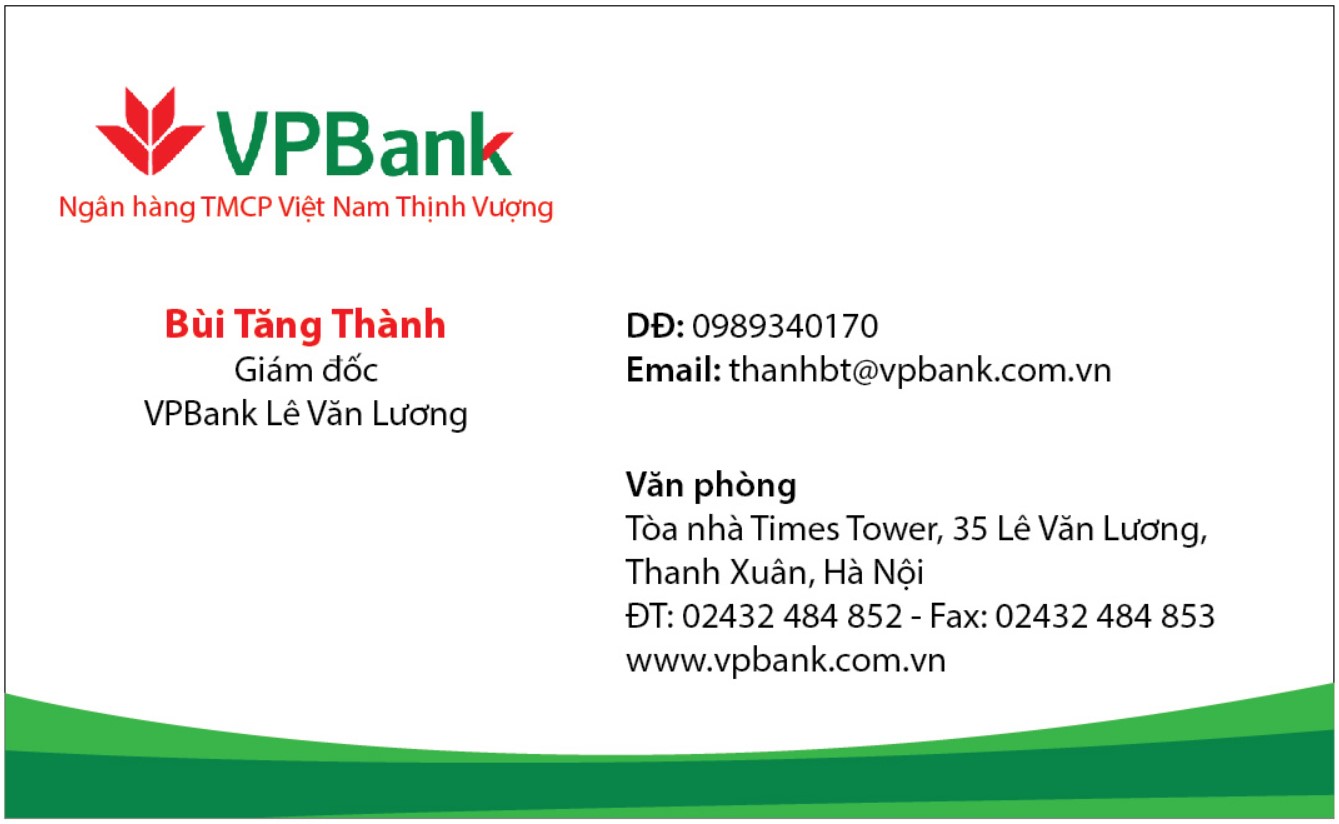 VPBank
Ngân hàng TMCP Việt Nam Thịnh Vượng
Bùi Tăng Thành
Giám đốc
VPBank Lê Văn Lương
DĐ: 0989340170
Email: thanhbt@vpbank.com.vn
Văn phòng
Tòa nhà Times Tower, 35 Lê Văn Lương,
Thanh Xuân, Hà Nội
ĐT: 02432 484 852 - Fax: 02432 484 853
www.vpbank.com.vn